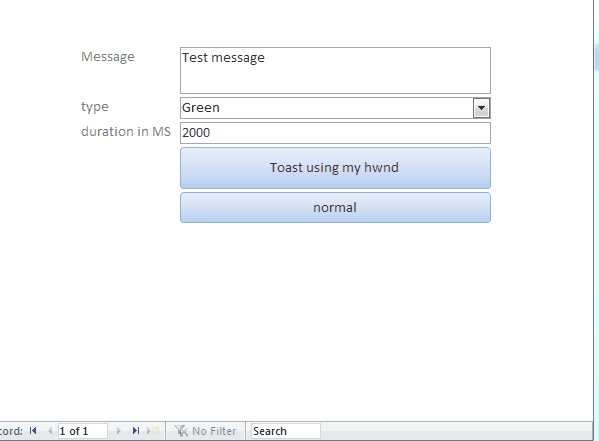 Message
Test message
type
Green
duration in MS
2000
Toast using my hwnd
normal
cord: 1 of 1 No Filter Search